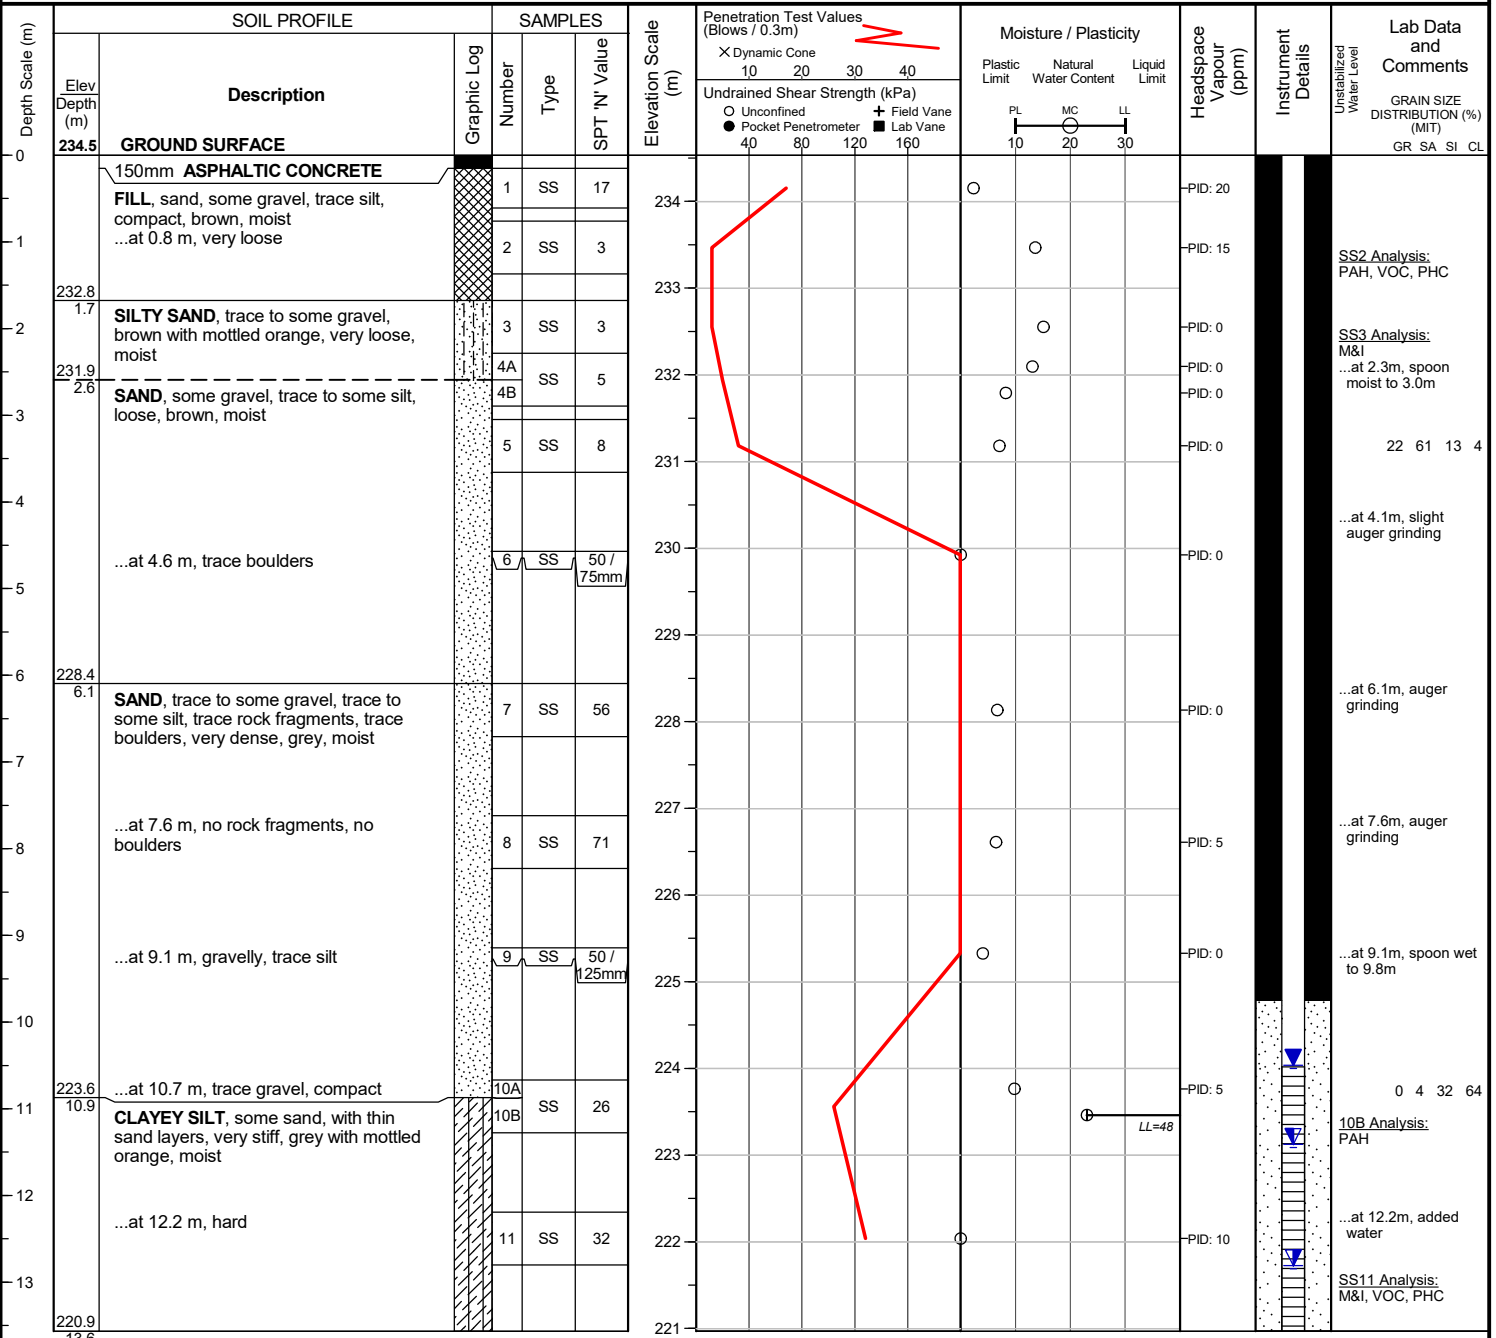 SOIL PROFILE
SAMPLES
Depth Scale (m)
Elev
Depth
(m)
234.5
Description
GROUND SURFACE
Graphic Log
Number
Type
SPT 'N' Value
Elevation Scale
(m)
Penetration Test Values
(Blows / 0.3m)
× Dynamic Cone
10 20 30 40
Undrained Shear Strength (kPa)
Unconfined
Field Vane
Pocket Penetrometer
Lab Vane
40 80 120 160
Moisture / Plasticity
Plastic
Limit
Natural
Water Content
Liquid
Limit
PL MC LL
10 20 30
Headspace
Vapour
(ppm)
Instrument
Details
Unstabilized
Water Level
Lab Data
and
Comments
GRAIN SIZE
DISTRIBUTION (%)
(MIT)
GR SA SI CL
0
1
2
3
4
5
6
7
8
9
10
11
12
13
150mm ASPHALTIC CONCRETE
FILL, sand, some gravel, trace silt,
compact, brown, moist
...at 0.8 m, very loose
232.8
1.7
SILTY SAND, trace to some gravel,
brown with mottled orange, very loose,
moist
231.9
2.6
SAND, some gravel, trace to some silt,
loose, brown, moist
...at 4.6 m, trace boulders
228.4
6.1
SAND, trace to some gravel, trace to
some silt, trace rock fragments, trace
boulders, very dense, grey, moist
...at 7.6 m, no rock fragments, no
boulders
...at 9.1 m, gravelly, trace silt
223.6
...at 10.7 m, trace gravel, compact
10.9
CLAYEY SILT, some sand, with thin
sand layers, very stiff, grey with mottled
orange, moist
...at 12.2 m, hard
220.9
13.6
1 SS 17
2 SS 3
3 SS 3
4A
SS 5
4B
5 SS 8
6 SS 50 /
75mm
7 SS 56
8 SS 71
9 SS 50 /
125mm
10A
SS 26
10B
11 SS 32
234
233
232
231
230
229
228
227
226
225
224
223
222
221
LL=48
PID: 20
PID: 15
PID: 0
PID: 0
PID: 0
PID: 0
PID: 0
PID: 0
PID: 5
PID: 0
PID: 5
PID: 10
SS2 Analysis:
PAH, VOC, PHC
SS3 Analysis:
M&I
...at 2.3m, spoon
moist to 3.0m
22 61 13 4
...at 4.1m, slight
auger grinding
...at 6.1m, auger
grinding
...at 7.6m, auger
grinding
...at 9.1m, spoon wet
to 9.8m
0 4 32 64
10B Analysis:
PAH
...at 12.2m, added
water
SS11 Analysis:
M&I, VOC, PHC